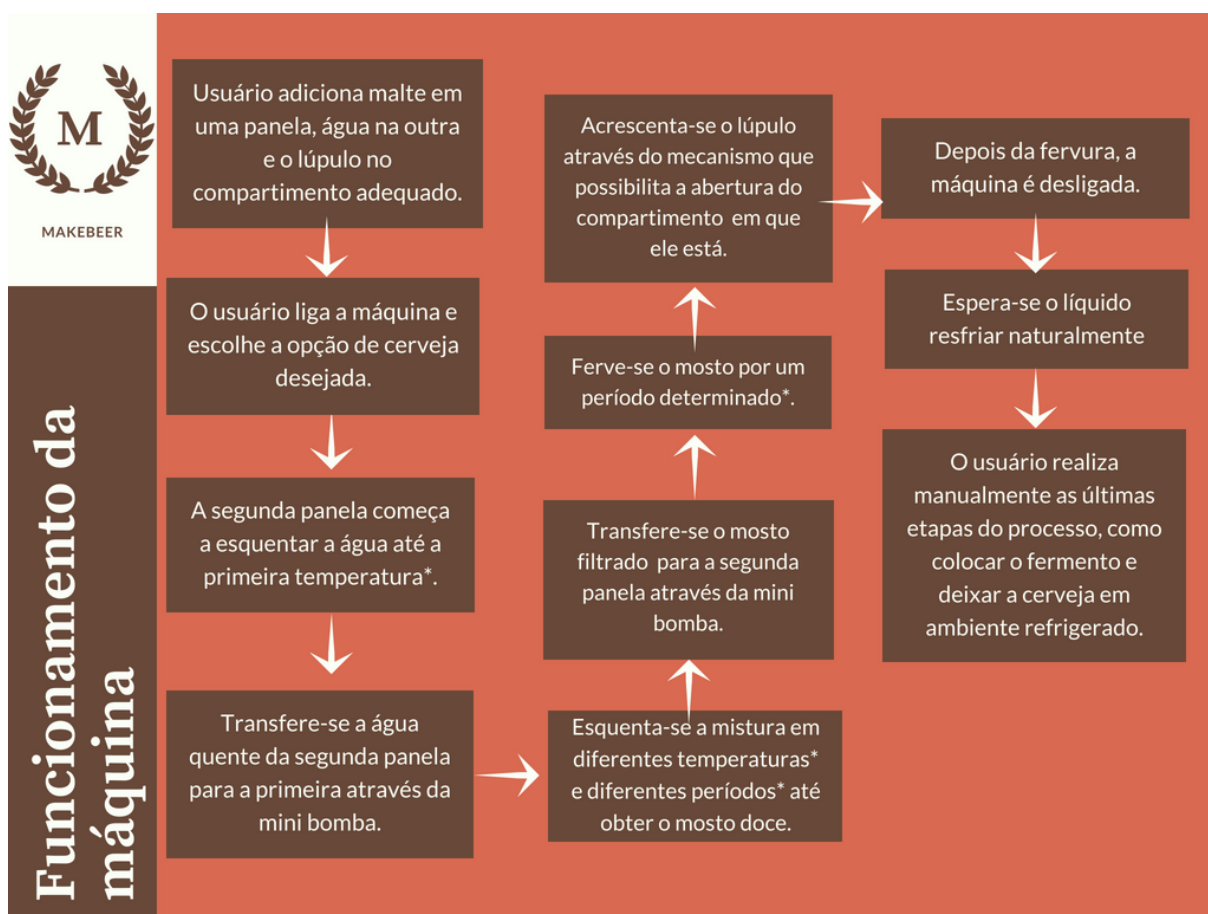 M
MAKEBEER
Funcionamento da
máquina
Usuário adiciona malte em
uma panela, água na outra
e o lúpulo no
compartimento adequado.
O usuário liga a máquina e
escolhe a opção de cerveja
desejada.
A segunda panela começa
a esquentar a água até a
primeira temperatura*.
Transfere-se a água
quente da segunda panela
para a primeira através da
mini bomba.
Esquenta-se a mistura em
diferentes temperaturas*
e diferentes períodos* até
obter o mosto doce.
Transfere-se o mosto
filtrado para a segunda
panela através da mini
bomba.
Ferve-se o mosto por um
período determinado*.
Acrescenta-se o lúpulo
através do mecanismo que
possibilita a abertura do
compartimento em que
ele está.
Depois da fervura, a
máquina é desligada.
Espera-se o líquido
resfriar naturalmente
O usuário realiza
manualmente as últimas
etapas do processo, como
colocar o fermento e
deixar a cerveja em
ambiente refrigerado.